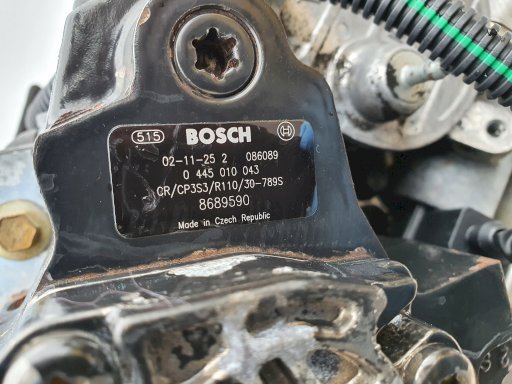 515 BOSCH
02-11-25 2 086089
0 445 010 043
CR/CP3S3/R110/30-789S
8689590
Made in Czech Republic